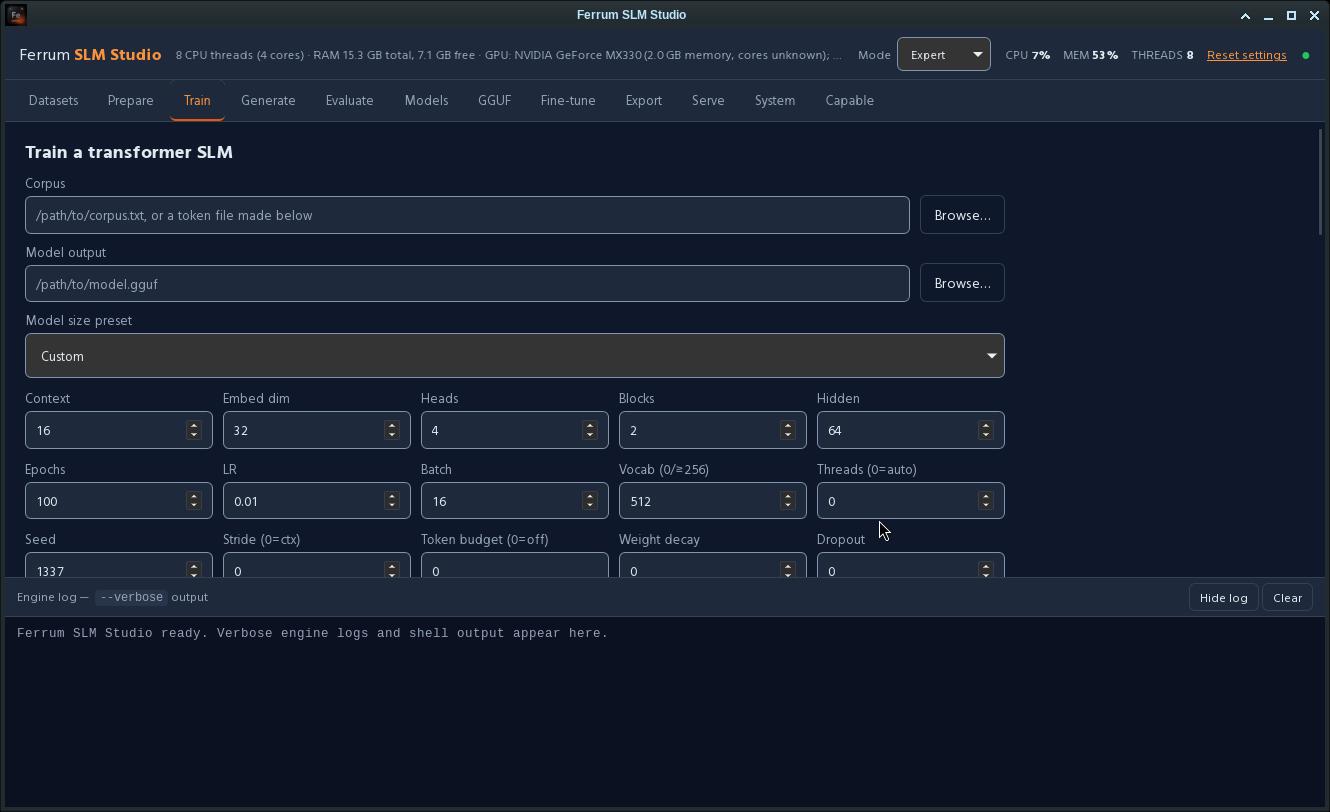 Ferrum SLM Studio
Fe
Ferrum SLM Studio 8 CPU threads (4 cores) · RAM 15.3 GB total, 7.1 GB free · GPU: NVIDIA GeForce MX330 (2.0 GB memory, cores unknown); ... Mode Expert CPU 7% MEM 53% THREADS 8 Reset settings
Datasets Prepare Train Generate Evaluate Models GGUF Fine-tune Export Serve System Capable
Train a transformer SLM
Corpus
/path/to/corpus.txt, or a token file made below Browse...
Model output
/path/to/model.gguf Browse...
Model size preset
Custom
Context Embed dim Heads Blocks Hidden
16 32 4 2 64
Epochs LR Batch Vocab (0/≥256) Threads (0=auto)
100 0.01 16 512 0
Seed Stride (0=ctx) Token budget (0=off) Weight decay Dropout
1337 0 0 0 0
Engine log — --verbose output Hide log Clear
Ferrum SLM Studio ready. Verbose engine logs and shell output appear here.